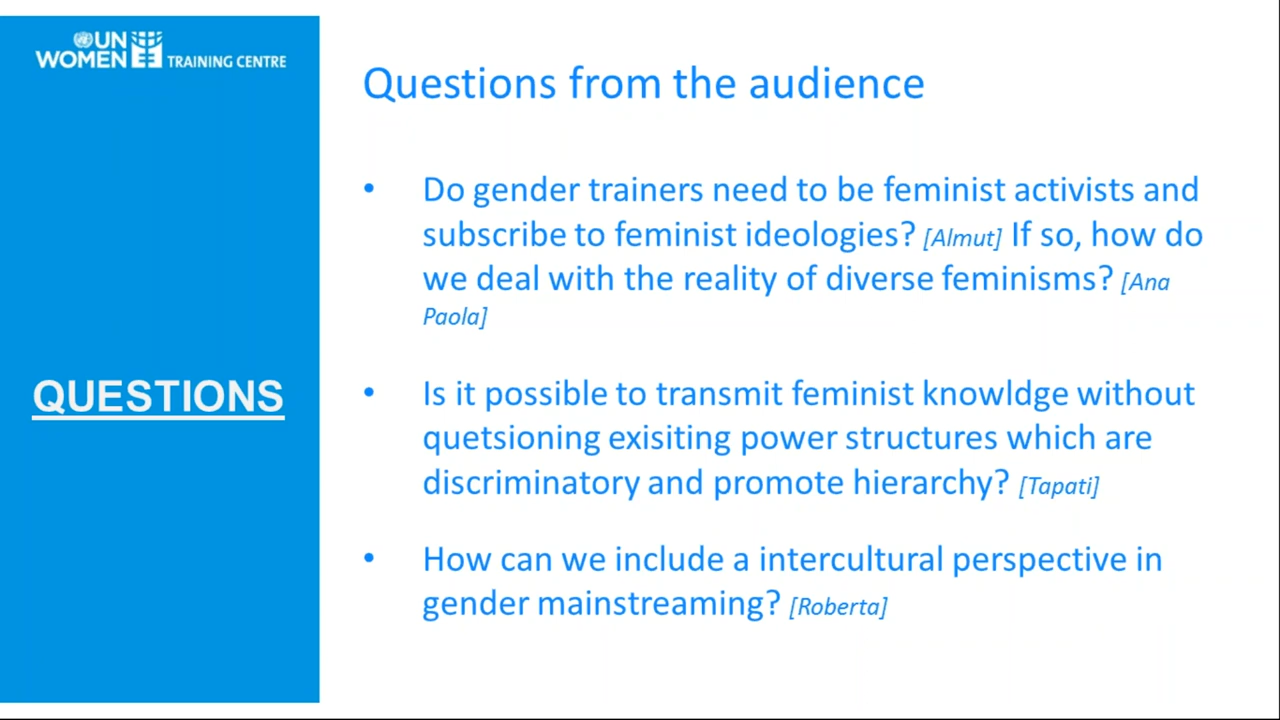 UN
WOMEN TRAINING CENTRE
Questions from the audience
• Do gender trainers need to be feminist activists and
subscribe to feminist ideologies? [Almut] If so, how do
we deal with the reality of diverse feminisms? [Ana
Paola]
QUESTIONS
• Is it possible to transmit feminist knowldge without
quetsioning exisiting power structures which are
discriminatory and promote hierarchy? [Tapati]
• How can we include a intercultural perspective in
gender mainstreaming? [Roberta]